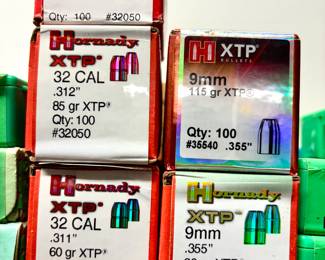 Qty: 100 #32050
Hornady
XTP®
32 CAL
.312"
85 gr XTP®
Qty: 100
#32050
H XTP®
BULLETS
9mm
115 gr XTP®
Qty: 100
#35540 .355"
Hornady
XTP®
32 CAL
.311"
60 gr XTP®
Hornady
XTP
9mm
.355"